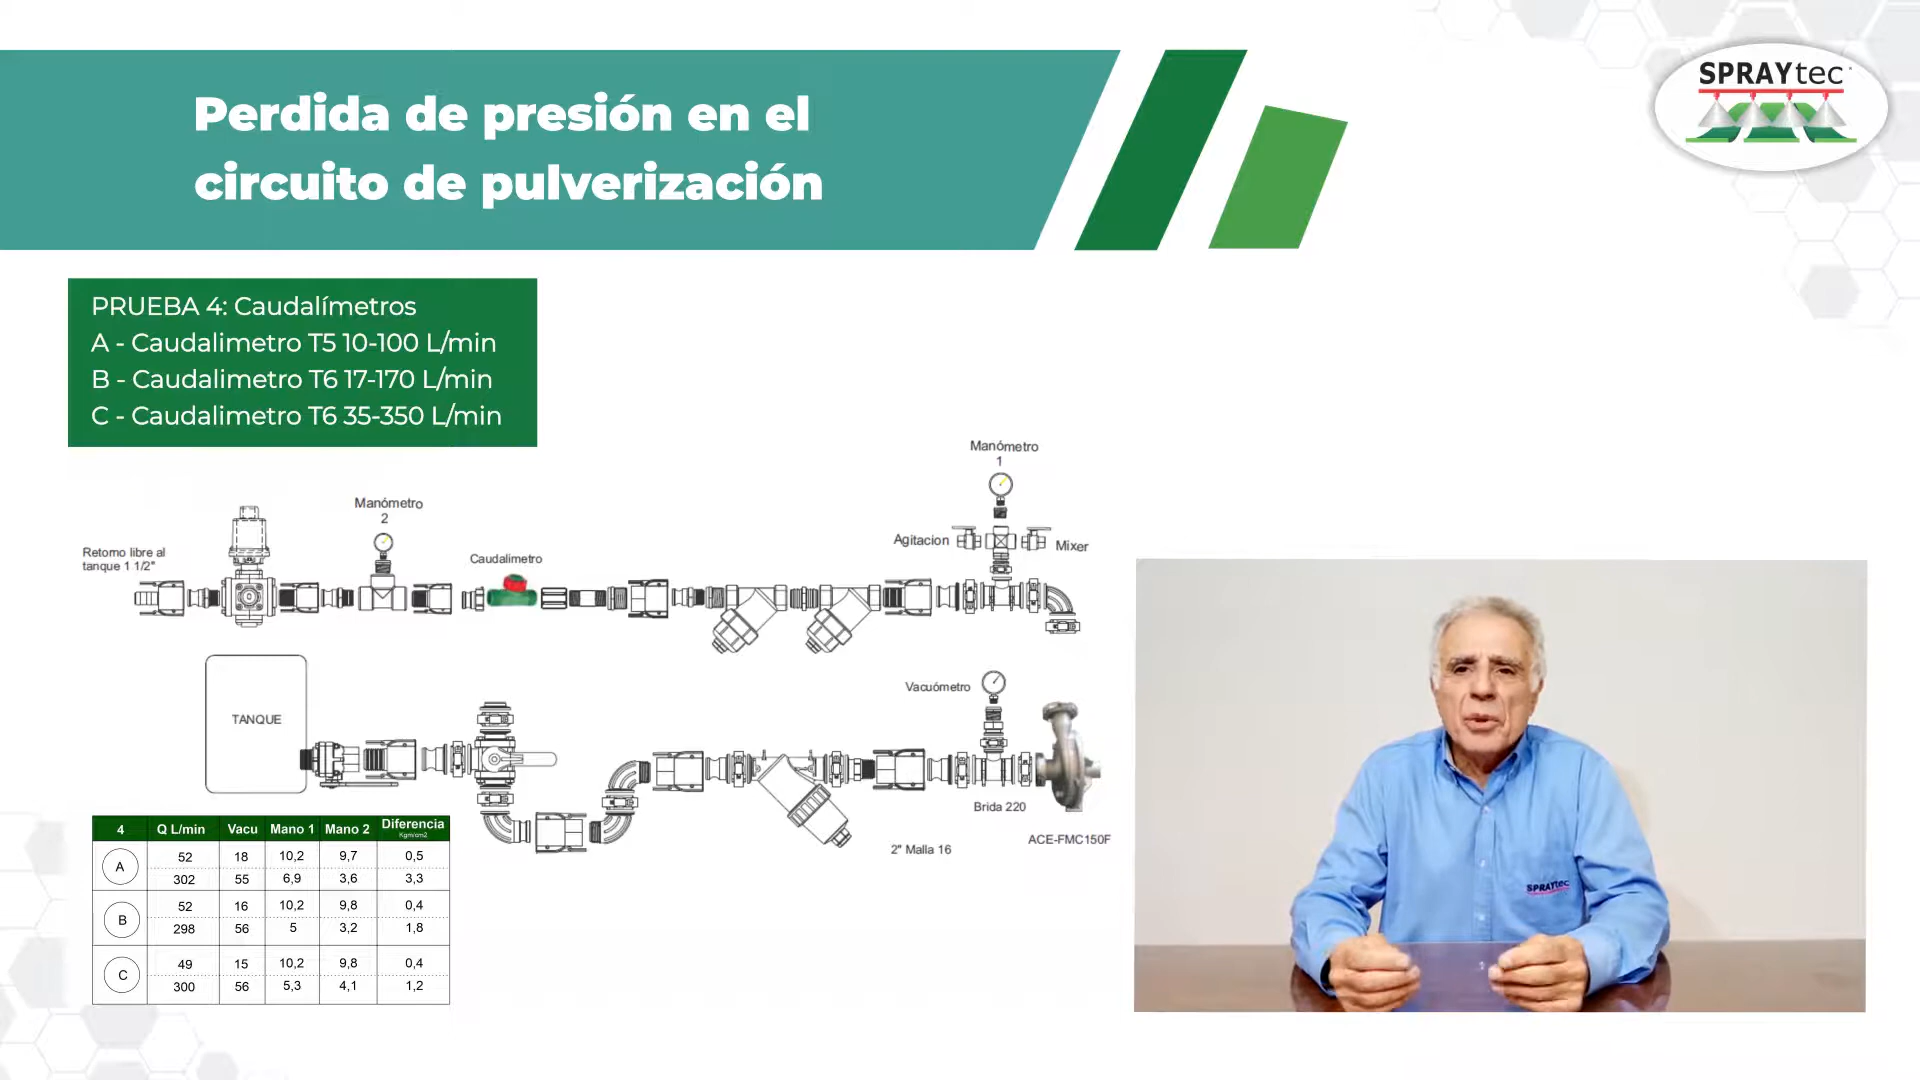 Perdida de presión en el
circuito de pulverización
SPRAYtec
PRUEBA 4: Caudalímetros
A - Caudalimetro T5 10-100 L/min
B - Caudalimetro T6 17-170 L/min
C - Caudalimetro T6 35-350 L/min
Manómetro
1
Manómetro
2
Agitacion
Mixer
Retorno libre al
tanque 1 1/2"
Caudalimetro
Vacuómetro
TANQUE
Brida 220
ACE-FMC150F
2" Malla 16
4 Q L/min Vacu Mano 1 Mano 2 Diferencia
Kgm/cm2
A
52 18 10,2 9,7 0,5
302 55 6,9 3,6 3,3
B
52 16 10,2 9,8 0,4
298 56 5 3,2 1,8
C
49 15 10,2 9,8 0,4
300 56 5,3 4,1 1,2
SPRAYtec